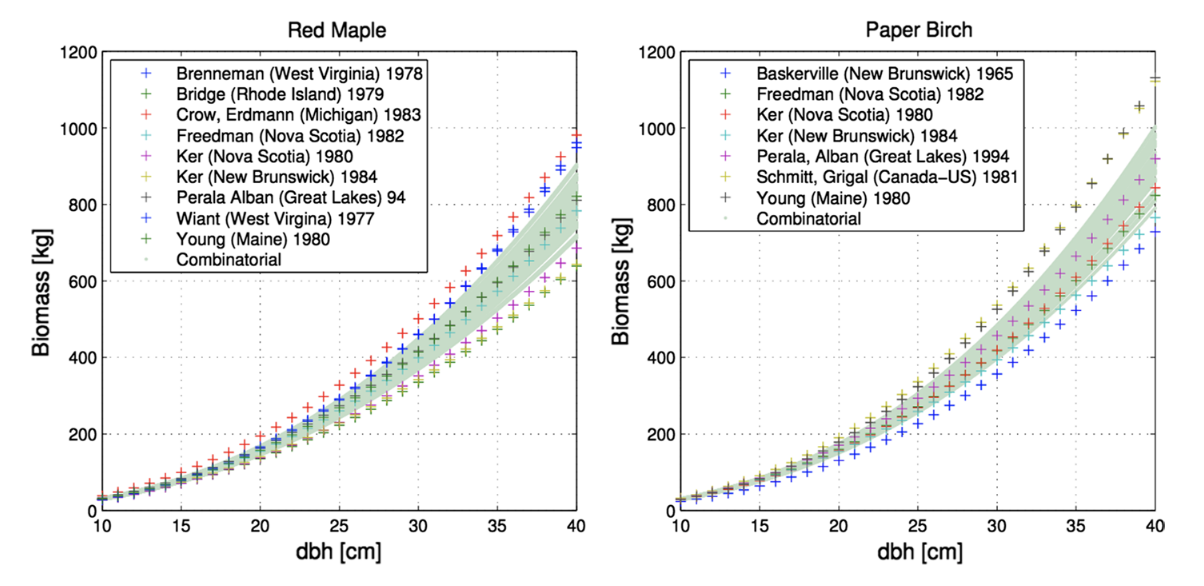 Red Maple
1200
1000
800
600
400
200
0
Biomass [kg]
Brenneman (West Virginia) 1978
Bridge (Rhode Island) 1979
Crow, Erdmann (Michigan) 1983
Freedman (Nova Scotia) 1982
Ker (Nova Scotia) 1980
Ker (New Brunswick) 1984
Perala Alban (Great Lakes) 94
Wiant (West Virgina) 1977
Young (Maine) 1980
Combinatorial
10 15 20 25 30 35 40
dbh [cm]
Paper Birch
1200
1000
800
600
400
200
0
Biomass [kg]
Baskerville (New Brunswick) 1965
Freedman (Nova Scotia) 1982
Ker (Nova Scotia) 1980
Ker (New Brunswick) 1984
Perala, Alban (Great Lakes) 1994
Schmitt, Grigal (Canada-US) 1981
Young (Maine) 1980
Combinatorial
10 15 20 25 30 35 40
dbh [cm]